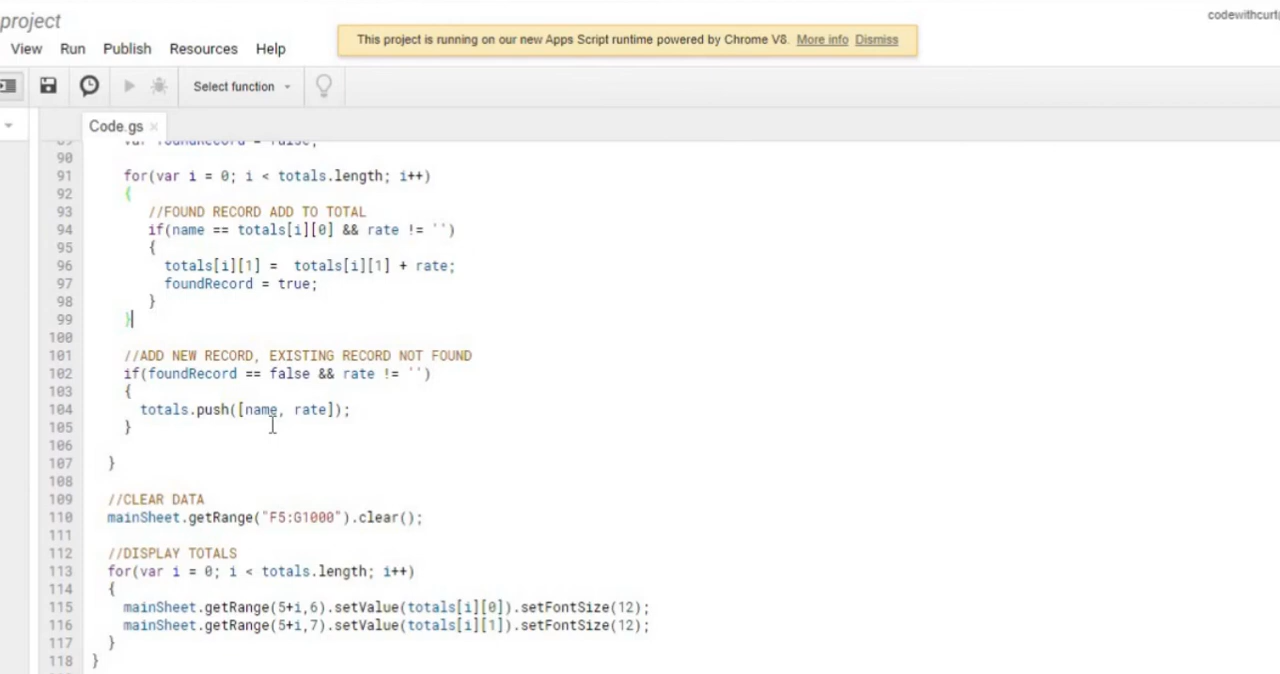 project
codewithcurt
View Run Publish Resources Help
This project is running on our new Apps Script runtime powered by Chrome V8. More info Dismiss
Select function
Code.gs
89 var foundRecord = false;
90
91 for(var i = 0; i < totals.length; i++)
92 {
93 //FOUND RECORD ADD TO TOTAL
94 if(name == totals[i][0] && rate != '')
95 {
96 totals[i][1] =  totals[i][1] + rate;
97 foundRecord = true;
98 }
99 }
100
101 //ADD NEW RECORD, EXISTING RECORD NOT FOUND
102 if(foundRecord == false && rate != '')
103 {
104 totals.push([name, rate]);
105 }
106
107 }
108
109 //CLEAR DATA
110 mainSheet.getRange("F5:G1000").clear();
111
112 //DISPLAY TOTALS
113 for(var i = 0; i < totals.length; i++)
114 {
115 mainSheet.getRange(5+i,6).setValue(totals[i][0]).setFontSize(12);
116 mainSheet.getRange(5+i,7).setValue(totals[i][1]).setFontSize(12);
117 }
118 }